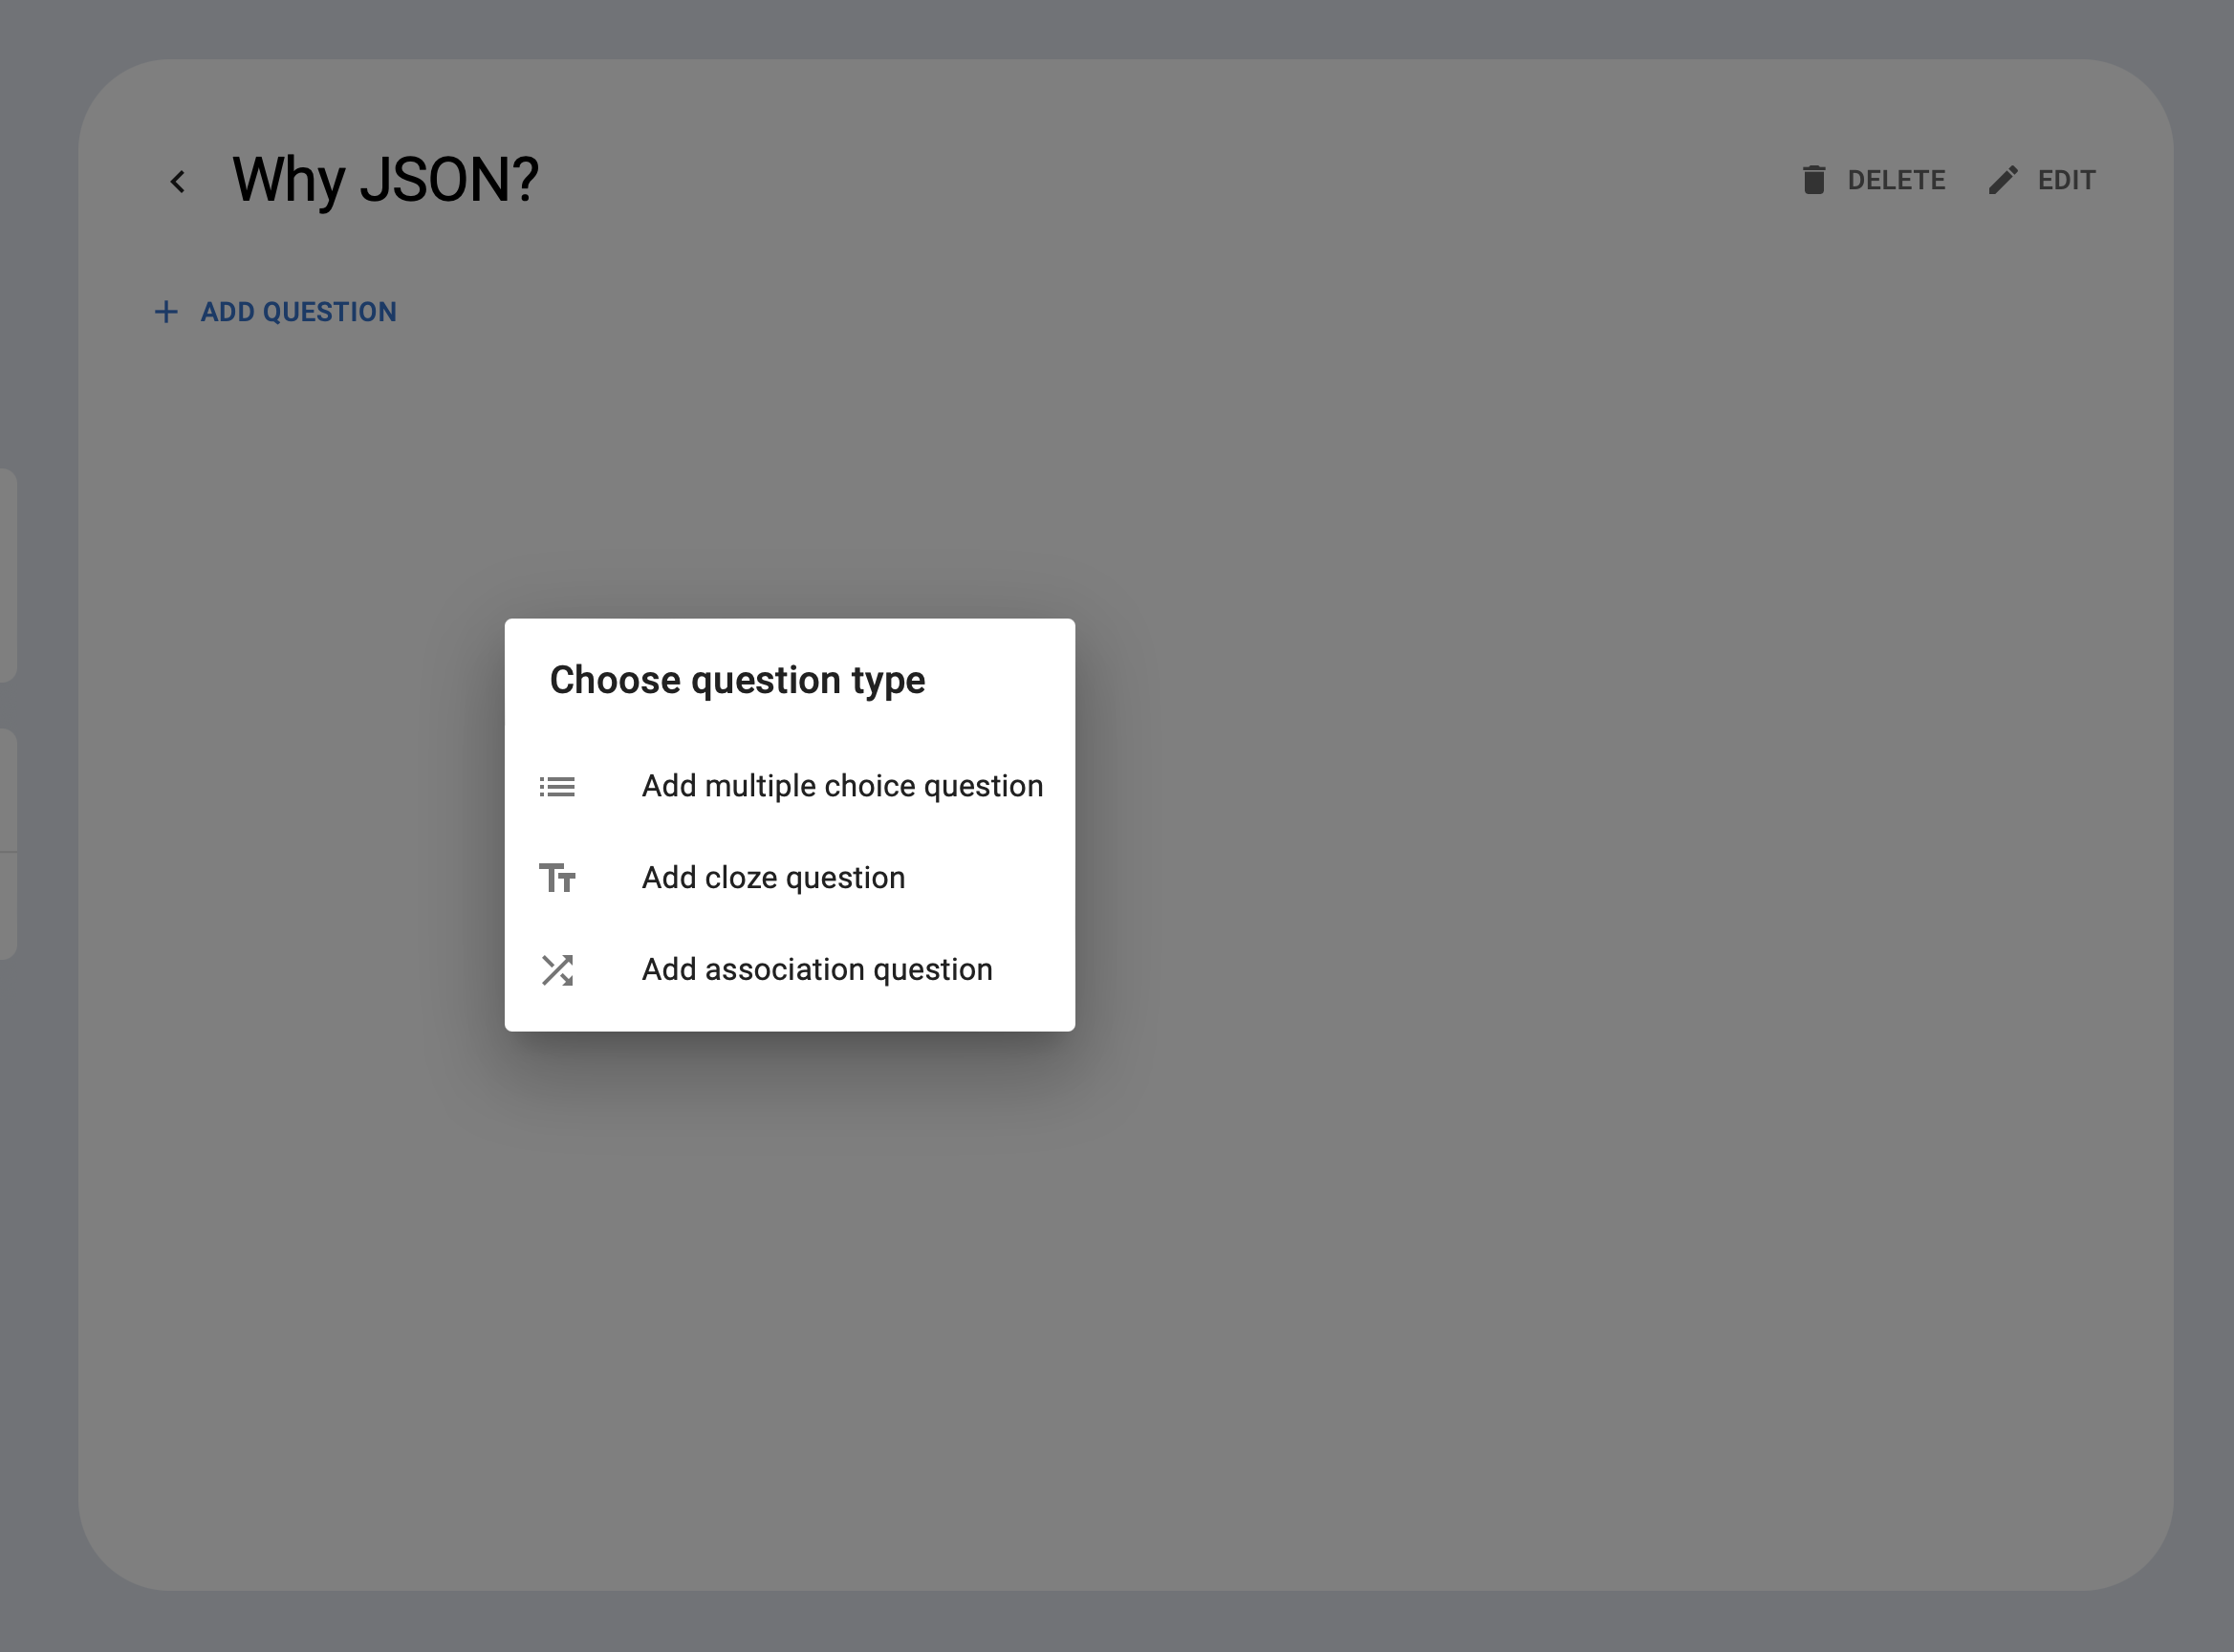 Why JSON?
DELETE
EDIT
ADD QUESTION
Choose question type
Add multiple choice question
Add cloze question
Add association question